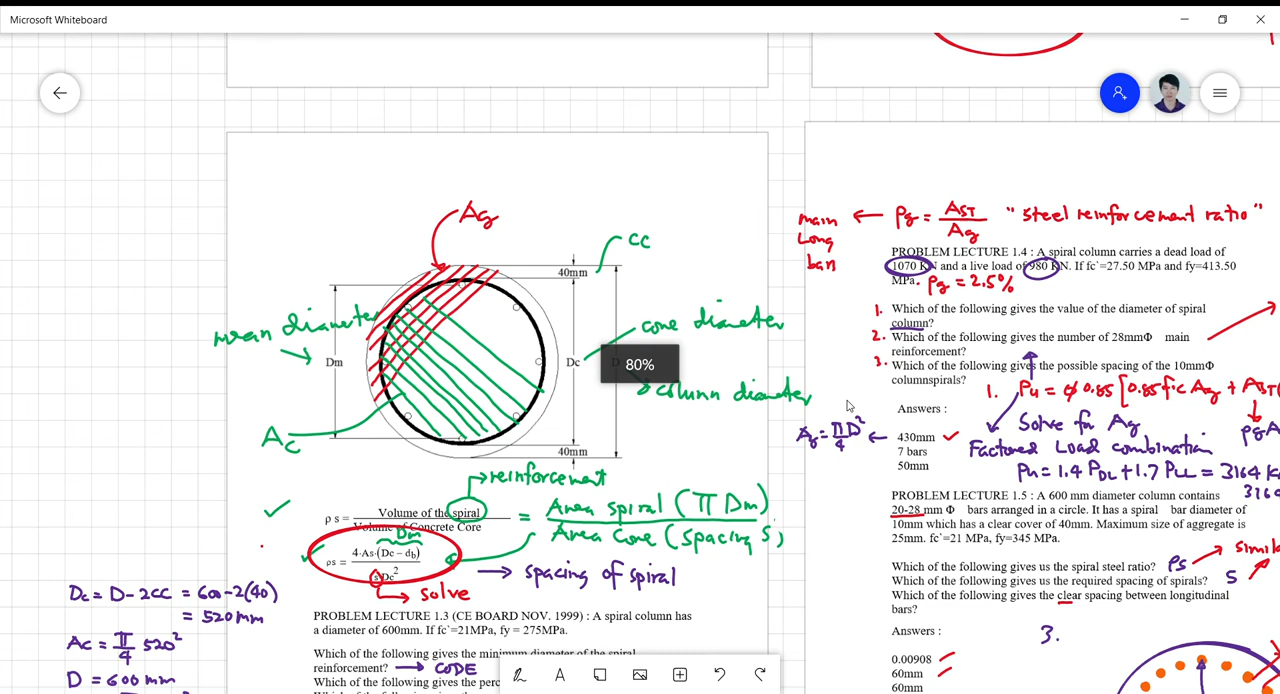 Microsoft Whiteboard
Ag
cc
40mm
mean diameter
Dm
Dc
core diameter
80%
column diameter
Ac
40mm
reinforcement
ρ s = Volume of the spiral / Volume of Concrete Core = Area spiral (π Dm) / Area core (spacing s)
Dm
ρs = 4·As·(Dc – db) / s Dc²
spacing of spiral
solve
Dc = D - 2CC = 600 - 2(40)
= 520 mm
Ac = π/4 520²
D = 600 mm
PROBLEM LECTURE 1.3 (CE BOARD NOV. 1999) : A spiral column has
a diameter of 600mm. If fc`=21MPa, fy = 275MPa.
Which of the following gives the minimum diameter of the spiral
reinforcement?
CODE
Which of the following gives the perc
main long bar ← ρg = AST / Ag "steel reinforcement ratio"
PROBLEM LECTURE 1.4 : A spiral column carries a dead load of
1070 KN and a live load of 980 KN. If fc`=27.50 MPa and fy=413.50
MPa. ρg = 2.5%
1. Which of the following gives the value of the diameter of spiral
column?
2. Which of the following gives the number of 28mmΦ main
reinforcement?
3. Which of the following gives the possible spacing of the 10mmΦ
columnspirals?
1. Pu = ϕ 0.85 [0.85 f'c Ag + AST
ρg A
Answers :
Solve for Ag
Ag = πD²/4 ←
430mm
7 bars
50mm
Factored Load combination
Pu = 1.4 PDL + 1.7 PLL = 3164 K
3164
PROBLEM LECTURE 1.5 : A 600 mm diameter column contains
20-28 mm Φ bars arranged in a circle. It has a spiral bar diameter of
10mm which has a clear cover of 40mm. Maximum size of aggregate is
25mm. fc`=21 MPa, fy=345 MPa.
Which of the following gives us the spiral steel ratio? ρs → simil
Which of the following gives us the required spacing of spirals? S
Which of the following gives the clear spacing between longitudinal
bars?
Answers :
3.
0.00908
60mm
60mm